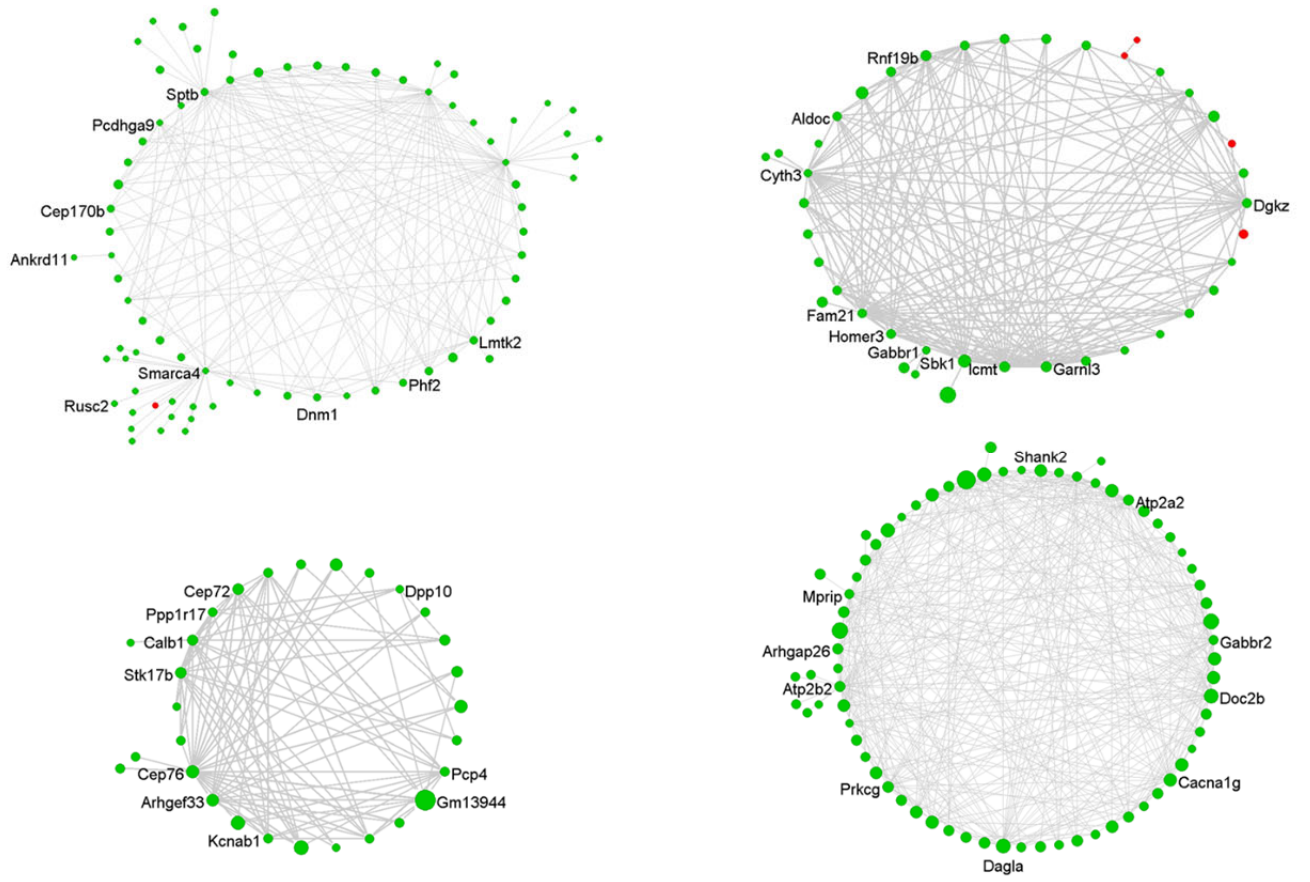 Sptb
Pcdhga9
Cep170b
Ankrd11
Smarca4
Rusc2
Dnm1
Phf2
Lmtk2
Rnf19b
Aldoc
Cyth3
Dgkz
Fam21
Homer3
Gabbr1
Sbk1
Icmt
Garnl3
Cep72
Ppp1r17
Calb1
Stk17b
Dpp10
Cep76
Arhgef33
Kcnab1
Pcp4
Gm13944
Shank2
Atp2a2
Mprip
Arhgap26
Gabbr2
Atp2b2
Doc2b
Prkcg
Cacna1g
Dagla